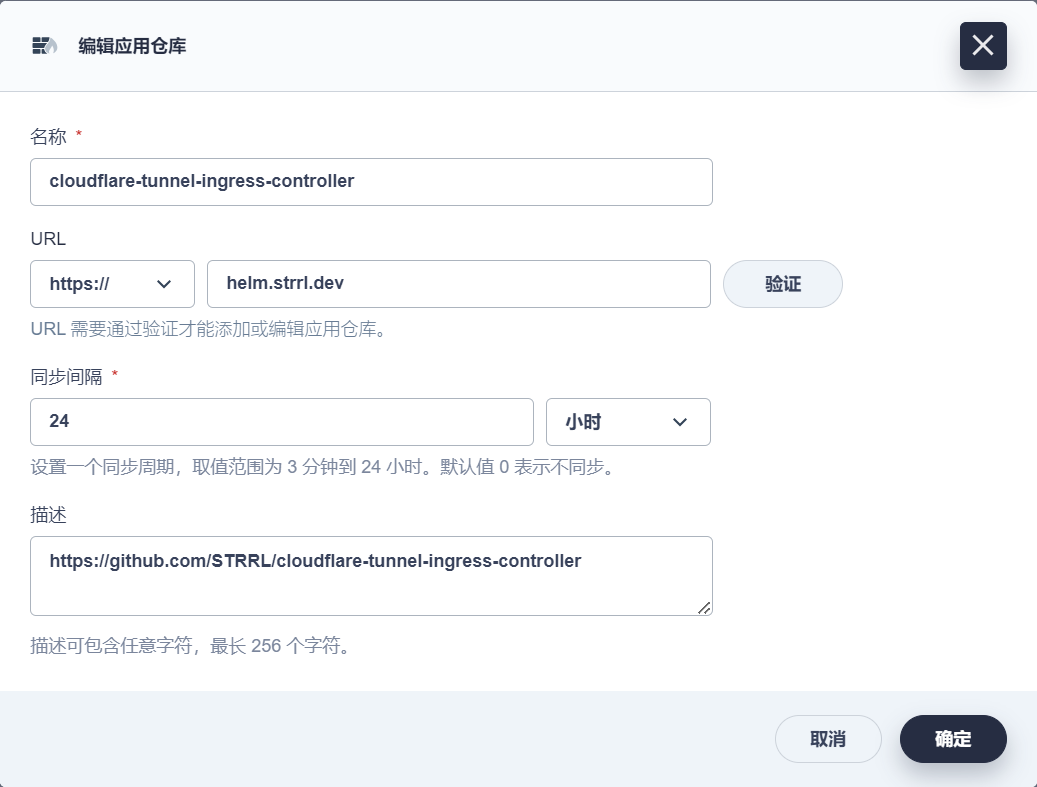 编辑应用仓库
名称 *
cloudflare-tunnel-ingress-controller
URL
https:// helm.strrl.dev 验证
URL 需要通过验证才能添加或编辑应用仓库。
同步间隔 *
24 小时
设置一个同步周期，取值范围为 3 分钟到 24 小时。默认值 0 表示不同步。
描述
https://github.com/STRRL/cloudflare-tunnel-ingress-controller
描述可包含任意字符，最长 256 个字符。
取消 确定